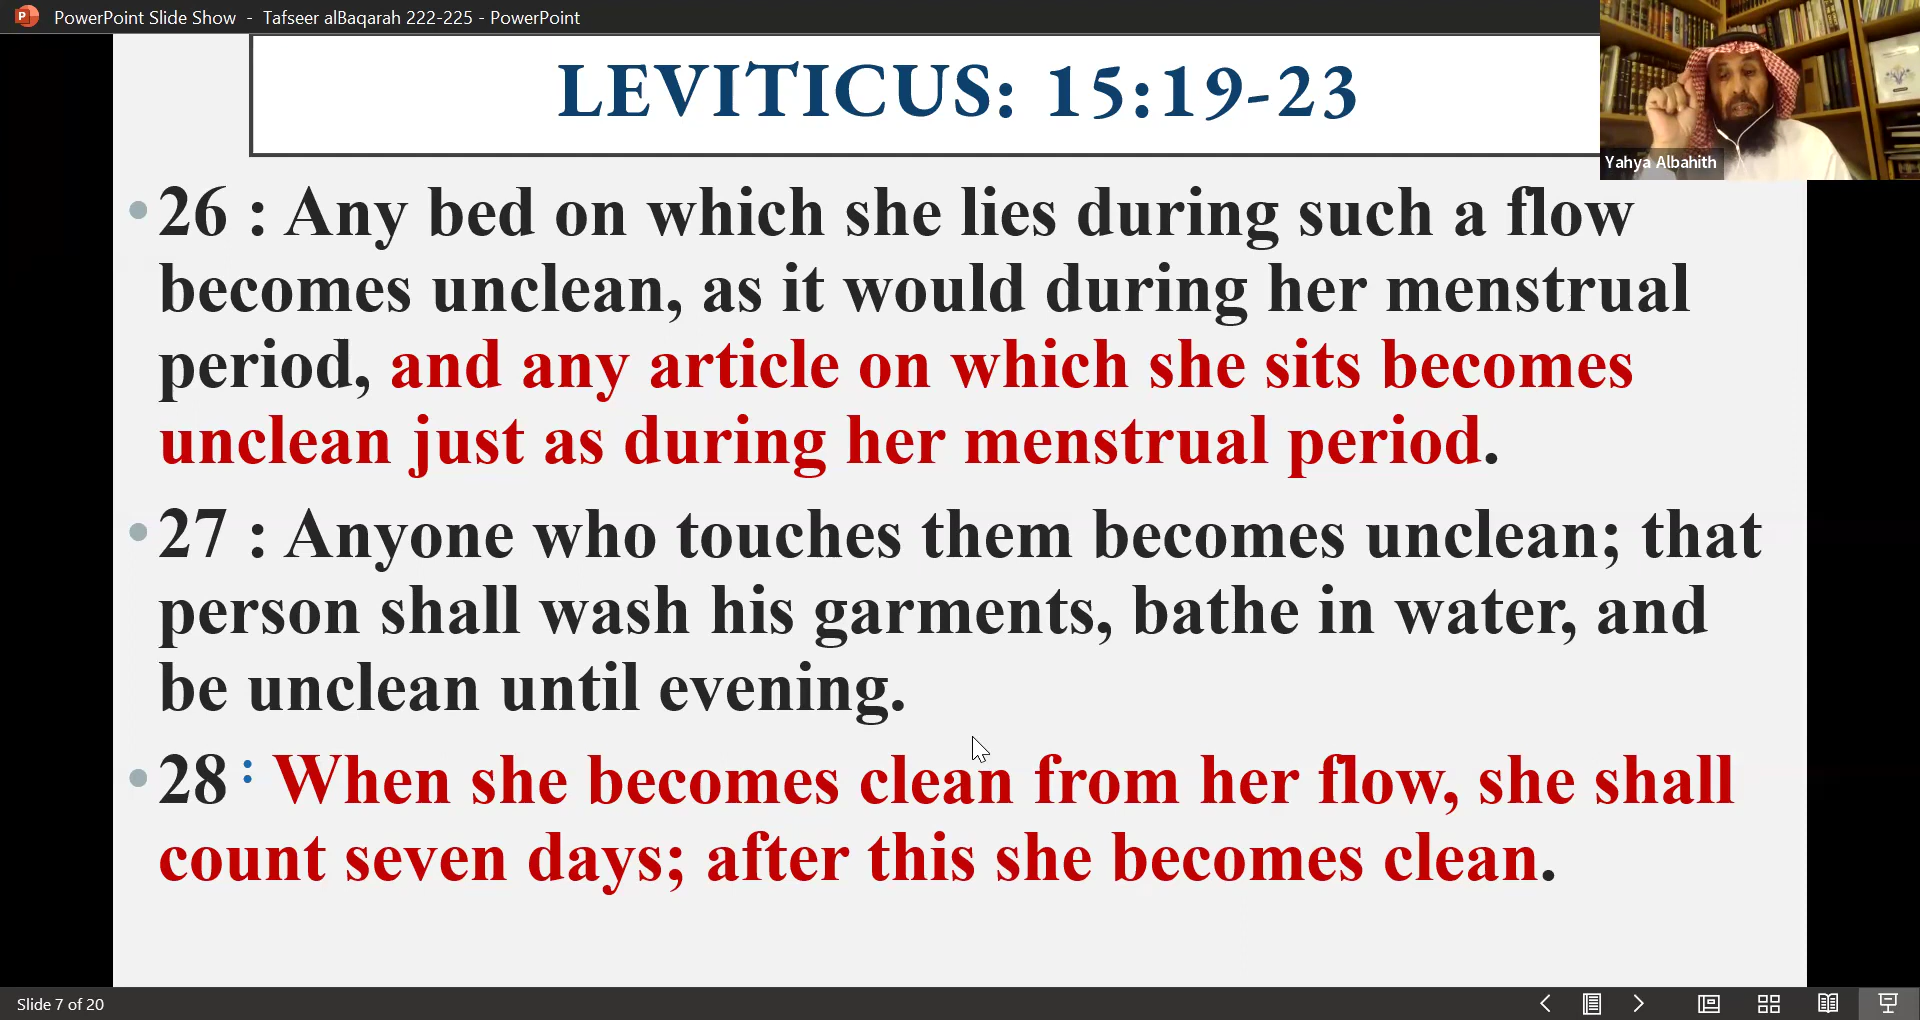 PowerPoint Slide Show - Tafseer alBaqarah 222-225 - PowerPoint
LEVITICUS: 15:19-23
Yahya Albahith
• 26 : Any bed on which she lies during such a flow
becomes unclean, as it would during her menstrual
period, and any article on which she sits becomes
unclean just as during her menstrual period.
• 27 : Anyone who touches them becomes unclean; that
person shall wash his garments, bathe in water, and
be unclean until evening.
• 28 : When she becomes clean from her flow, she shall
count seven days; after this she becomes clean.
Slide 7 of 20